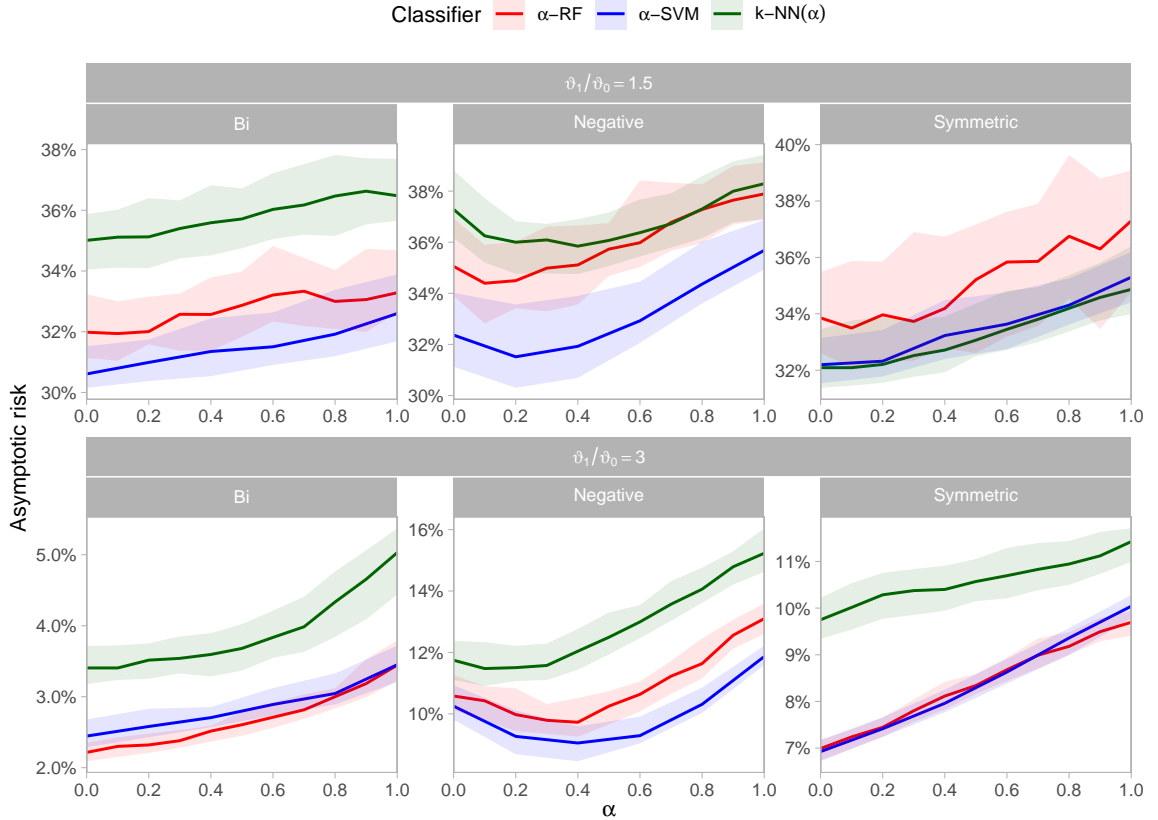 Classifier α−RF α−SVM k−NN(α)
ϑ₁/ϑ₀ = 1.5
Bi Negative Symmetric
38%
36%
34%
32%
30%
0.0 0.2 0.4 0.6 0.8 1.0
38%
36%
34%
32%
30%
0.0 0.2 0.4 0.6 0.8 1.0
40%
38%
36%
34%
32%
0.0 0.2 0.4 0.6 0.8 1.0
Asymptotic risk
ϑ₁/ϑ₀ = 3
Bi Negative Symmetric
5.0%
4.0%
3.0%
2.0%
0.0 0.2 0.4 0.6 0.8 1.0
16%
14%
12%
10%
0.0 0.2 0.4 0.6 0.8 1.0
11%
10%
9%
8%
7%
0.0 0.2 0.4 0.6 0.8 1.0
α